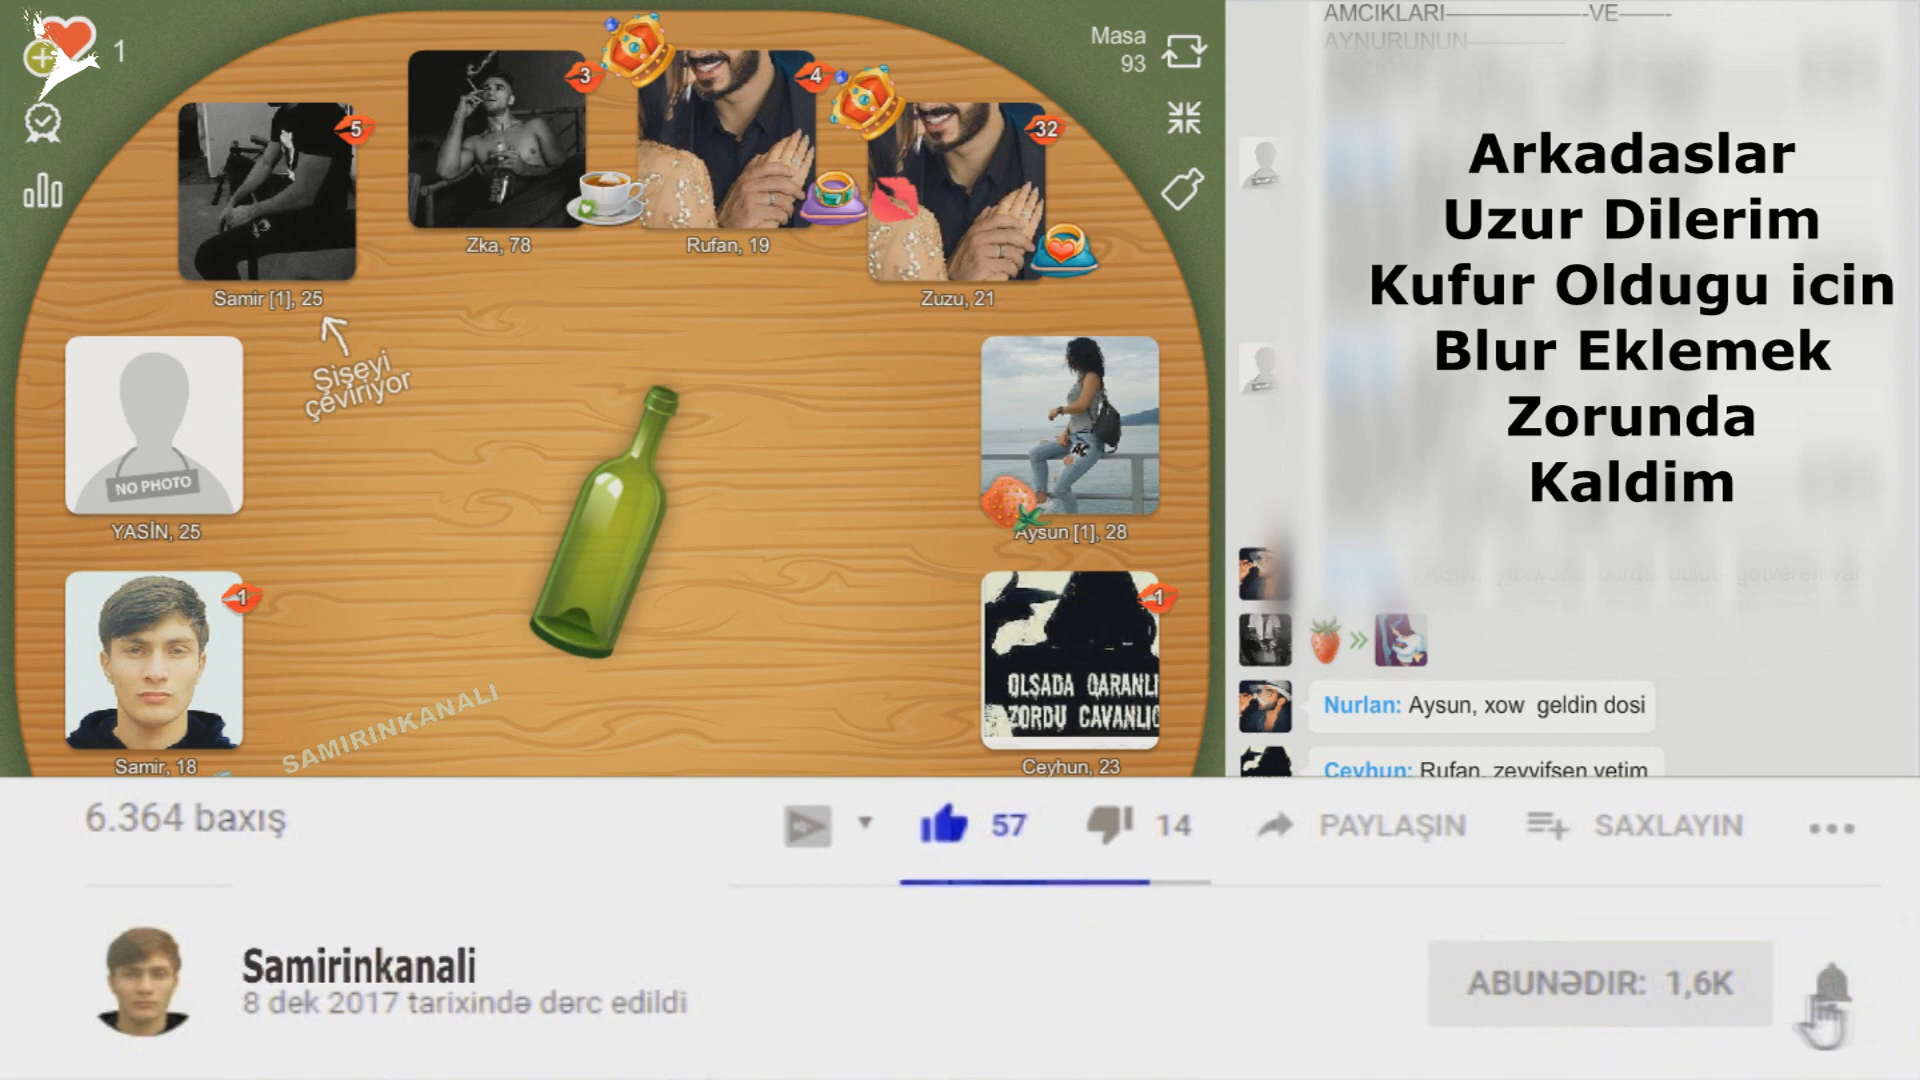 1
Masa
93
AMCIKLARI——————-VE——-
AYNURUNUN—————
5
3
4
32
Zka, 78
Rufan, 19
Samir [1], 25
Zuzu, 21
Şişeyi
çeviriyor
NO PHOTO
YASİN, 25
Aysun [1], 28
1
1
OLSADA QARANLI
ZORDU CAVANLIQ
SAMIRINKANALI
Samir, 18
Ceyhun, 23
Arkadaslar
Uzur Dilerim
Kufur Oldugu icin
Blur Eklemek
Zorunda
Kaldim
Nurlan: Aysun, xow geldin dosi
Ceyhun: Rufan, zeyyifsen yetim
6.364 baxış
57
14
PAYLAŞIN
SAXLAYIN
Samirinkanali
8 dek 2017 tarixində dərc edildi
ABUNƏDIR: 1,6K